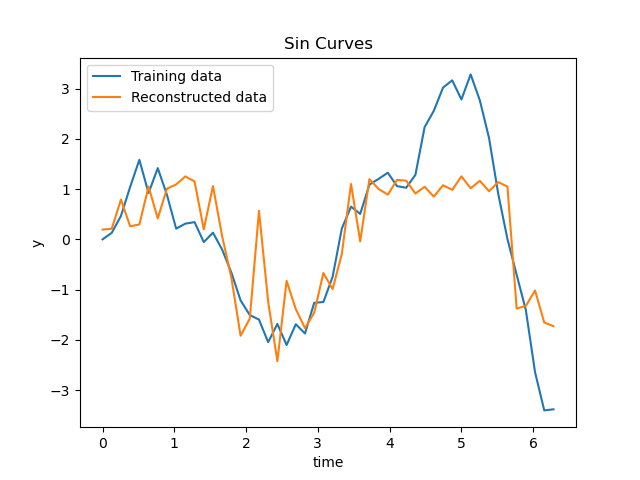 Sin Curves
Training data
Reconstructed data
3
2
1
0
−1
−2
−3
y
0 1 2 3 4 5 6
time